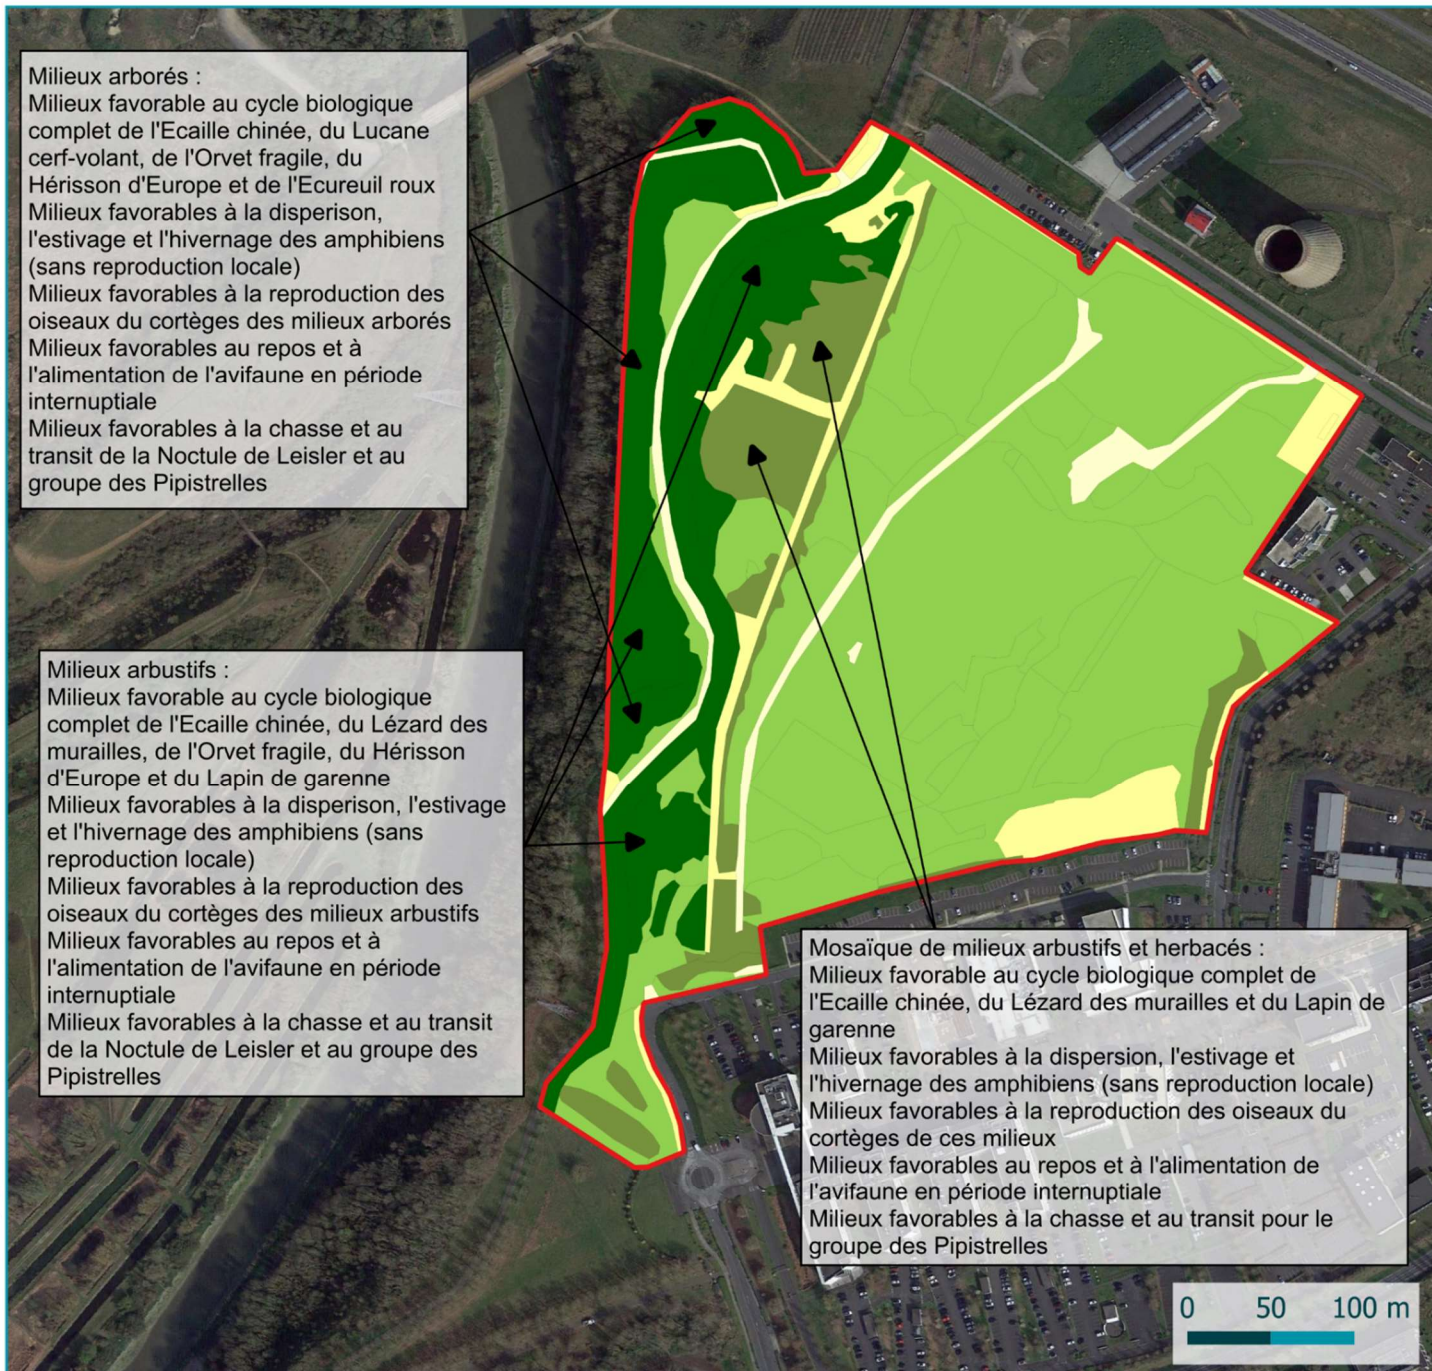 Milieux arborés :
Milieux favorable au cycle biologique
complet de l'Ecaille chinée, du Lucane
cerf-volant, de l'Orvet fragile, du
Hérisson d'Europe et de l'Ecureuil roux
Milieux favorables à la disperison,
l'estivage et l'hivernage des amphibiens
(sans reproduction locale)
Milieux favorables à la reproduction des
oiseaux du cortèges des milieux arborés
Milieux favorables au repos et à
l'alimentation de l'avifaune en période
internuptiale
Milieux favorables à la chasse et au
transit de la Noctule de Leisler et au
groupe des Pipistrelles
Milieux arbustifs :
Milieux favorable au cycle biologique
complet de l'Ecaille chinée, du Lézard des
murailles, de l'Orvet fragile, du Hérisson
d'Europe et du Lapin de garenne
Milieux favorables à la disperison, l'estivage
et l'hivernage des amphibiens (sans
reproduction locale)
Milieux favorables à la reproduction des
oiseaux du cortèges des milieux arbustifs
Milieux favorables au repos et à
l'alimentation de l'avifaune en période
internuptiale
Milieux favorables à la chasse et au transit
de la Noctule de Leisler et au groupe des
Pipistrelles
Mosaïque de milieux arbustifs et herbacés :
Milieux favorable au cycle biologique complet de
l'Ecaille chinée, du Lézard des murailles et du Lapin de
garenne
Milieux favorables à la dispersion, l'estivage et
l'hivernage des amphibiens (sans reproduction locale)
Milieux favorables à la reproduction des oiseaux du
cortèges de ces milieux
Milieux favorables au repos et à l'alimentation de
l'avifaune en période internuptiale
Milieux favorables à la chasse et au transit pour le
groupe des Pipistrelles
0 50 100 m